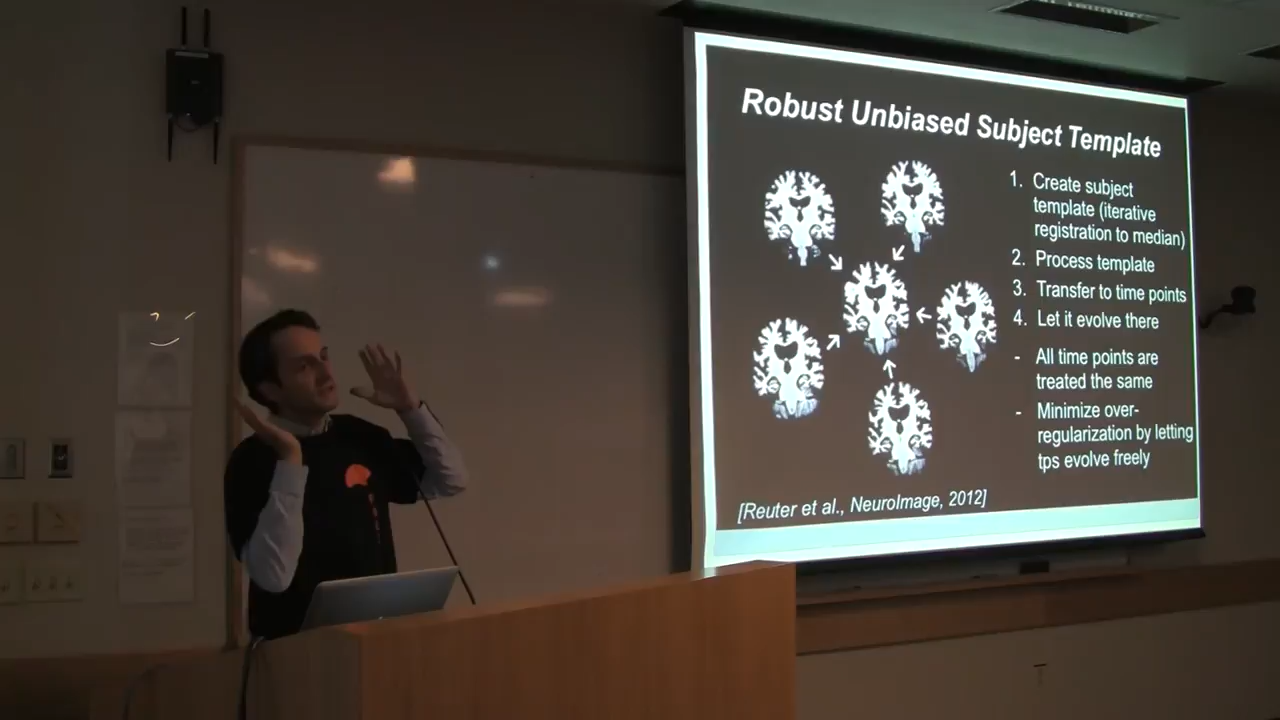 Robust Unbiased Subject Template
1. Create subject
template (iterative
registration to median)
2. Process template
3. Transfer to time points
4. Let it evolve there
- All time points are
treated the same
- Minimize over-
regularization by letting
tps evolve freely
[Reuter et al., NeuroImage, 2012]